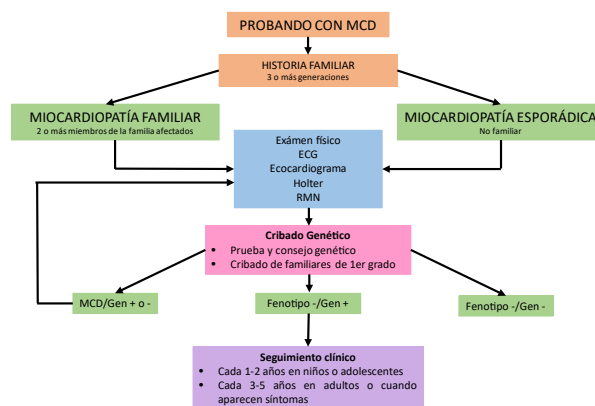 PROBANDO CON MCD
HISTORIA FAMILIAR
3 o más generaciones
MIOCARDIOPATÍA FAMILIAR
2 o más miembros de la familia afectados
MIOCARDIOPATÍA ESPORÁDICA
No familiar
Exámen físico
ECG
Ecocardiograma
Holter
RMN
Cribado Genético
• Prueba y consejo genético
• Cribado de familiares de 1er grado
MCD/Gen + o -
Fenotipo -/Gen +
Fenotipo -/Gen -
Seguimiento clínico
• Cada 1-2 años en niños o adolescentes
• Cada 3-5 años en adultos o cuando
aparecen síntomas